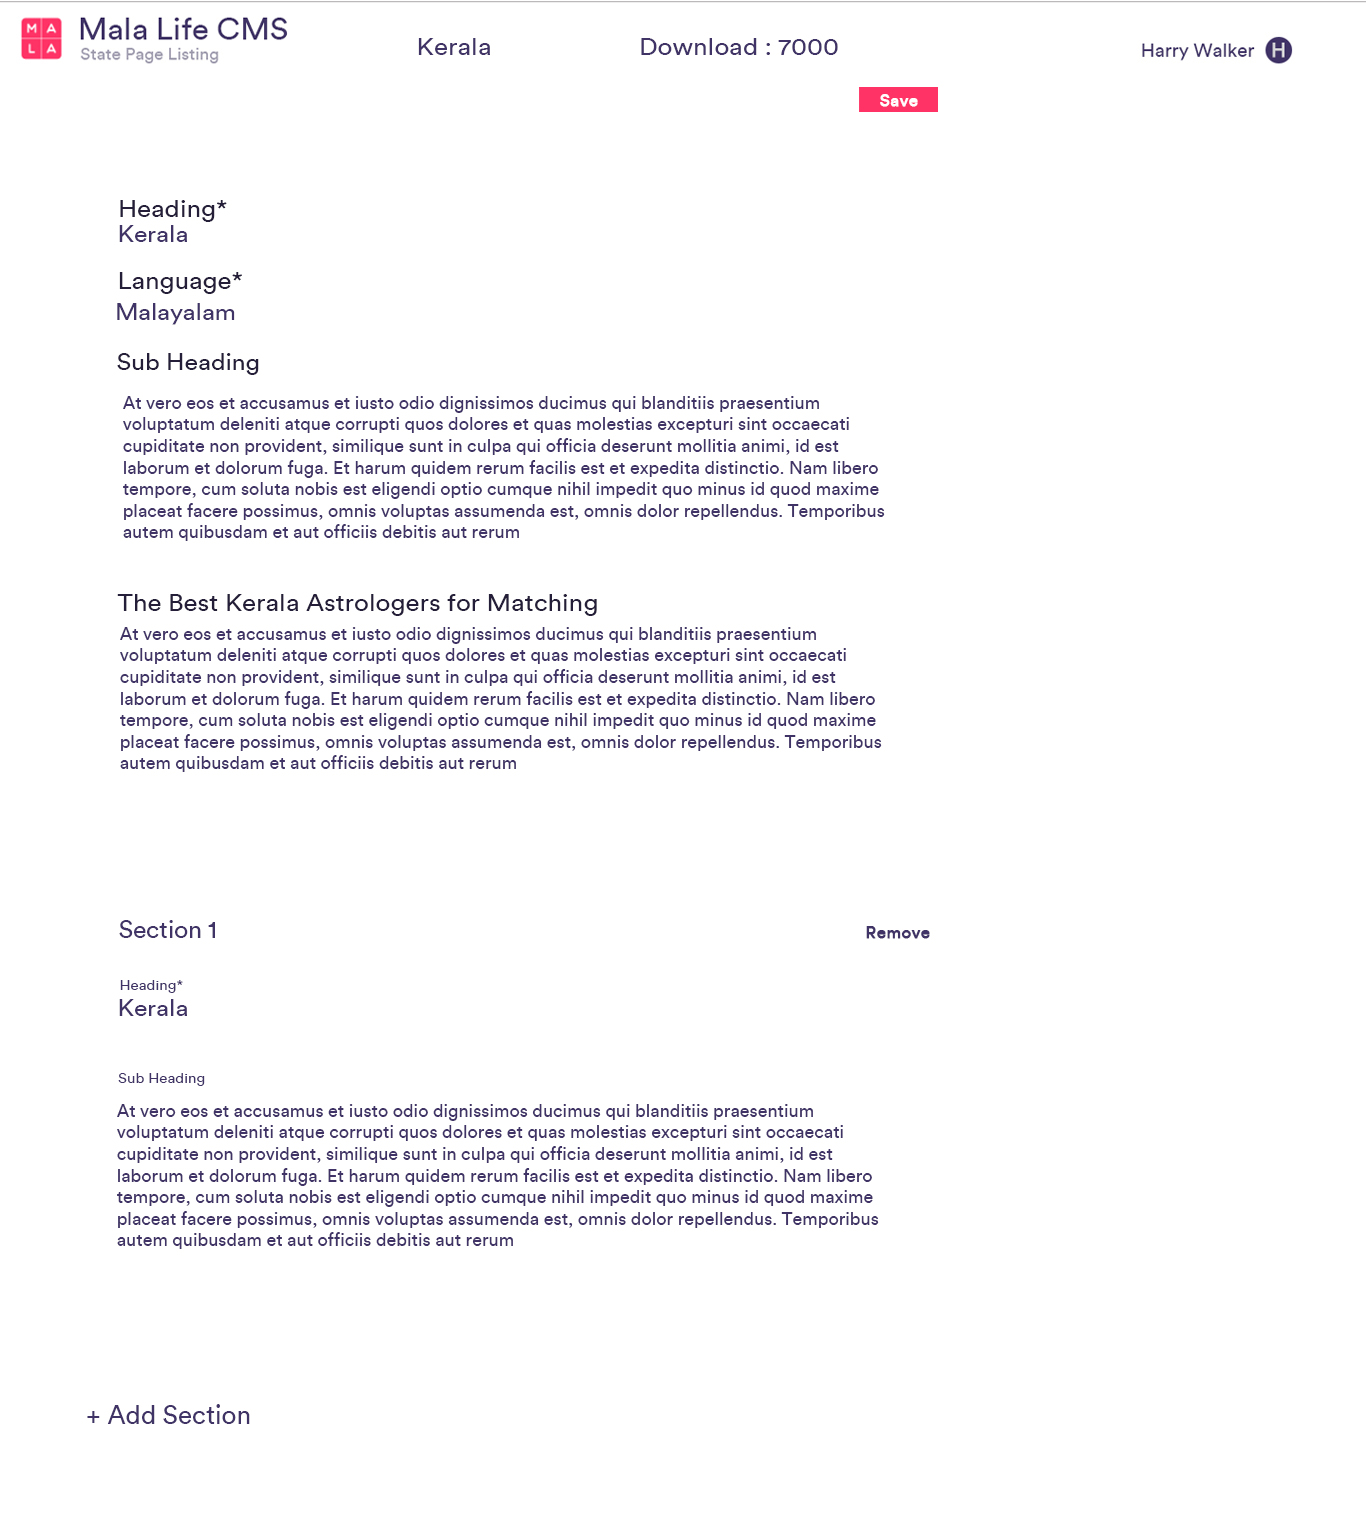 M A
L A
Mala Life CMS
State Page Listing
Kerala
Download : 7000
Harry Walker
H
Save
Heading*
Kerala
Language*
Malayalam
Sub Heading
At vero eos et accusamus et iusto odio dignissimos ducimus qui blanditiis praesentium
voluptatum deleniti atque corrupti quos dolores et quas molestias excepturi sint occaecati
cupiditate non provident, similique sunt in culpa qui officia deserunt mollitia animi, id est
laborum et dolorum fuga. Et harum quidem rerum facilis est et expedita distinctio. Nam libero
tempore, cum soluta nobis est eligendi optio cumque nihil impedit quo minus id quod maxime
placeat facere possimus, omnis voluptas assumenda est, omnis dolor repellendus. Temporibus
autem quibusdam et aut officiis debitis aut rerum
The Best Kerala Astrologers for Matching
At vero eos et accusamus et iusto odio dignissimos ducimus qui blanditiis praesentium
voluptatum deleniti atque corrupti quos dolores et quas molestias excepturi sint occaecati
cupiditate non provident, similique sunt in culpa qui officia deserunt mollitia animi, id est
laborum et dolorum fuga. Et harum quidem rerum facilis est et expedita distinctio. Nam libero
tempore, cum soluta nobis est eligendi optio cumque nihil impedit quo minus id quod maxime
placeat facere possimus, omnis voluptas assumenda est, omnis dolor repellendus. Temporibus
autem quibusdam et aut officiis debitis aut rerum
Section 1
Remove
Heading*
Kerala
Sub Heading
At vero eos et accusamus et iusto odio dignissimos ducimus qui blanditiis praesentium
voluptatum deleniti atque corrupti quos dolores et quas molestias excepturi sint occaecati
cupiditate non provident, similique sunt in culpa qui officia deserunt mollitia animi, id est
laborum et dolorum fuga. Et harum quidem rerum facilis est et expedita distinctio. Nam libero
tempore, cum soluta nobis est eligendi optio cumque nihil impedit quo minus id quod maxime
placeat facere possimus, omnis voluptas assumenda est, omnis dolor repellendus. Temporibus
autem quibusdam et aut officiis debitis aut rerum
+ Add Section